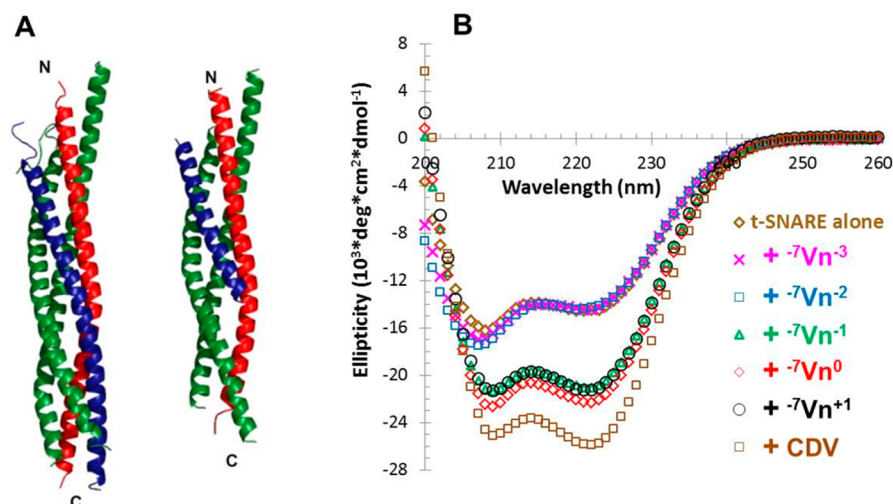 A
N
C
N
C
B
8
4
0
-4
-8
-12
-16
-20
-24
-28
200 210 220 230 240 250 260
Wavelength (nm)
Ellipticity (10³*deg*cm²*dmol⁻¹)
t-SNARE alone
+ ⁻⁷Vn⁻³
+ ⁻⁷Vn⁻²
+ ⁻⁷Vn⁻¹
+ ⁻⁷Vn⁰
+ ⁻⁷Vn⁺¹
+ CDV